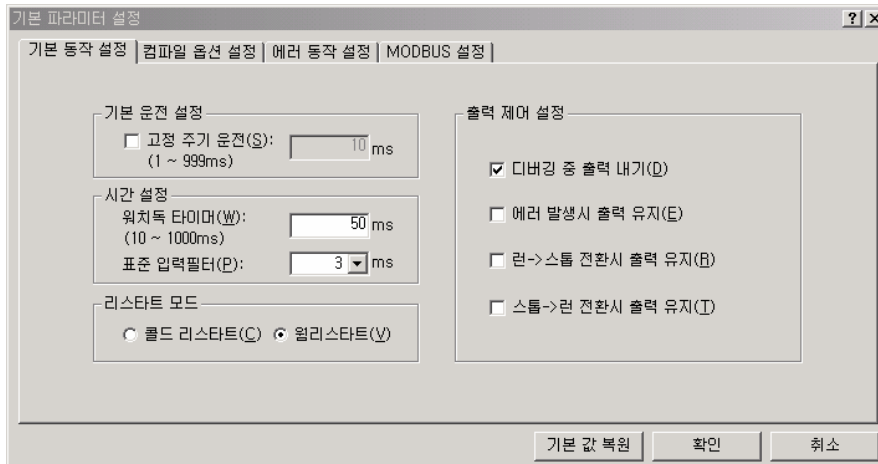 기본 파라미터 설정
기본 동작 설정 컴파일 옵션 설정 에러 동작 설정 MODBUS 설정
기본 운전 설정
고정 주기 운전(S): 10 ms
(1 ~ 999ms)
시간 설정
워치독 타이머(W): 50 ms
(10 ~ 1000ms)
표준 입력필터(P): 3 ms
리스타트 모드
콜드 리스타트(C) 웜리스타트(V)
출력 제어 설정
디버깅 중 출력 내기(D)
에러 발생시 출력 유지(E)
런->스톱 전환시 출력 유지(R)
스톱->런 전환시 출력 유지(T)
기본 값 복원 확인 취소